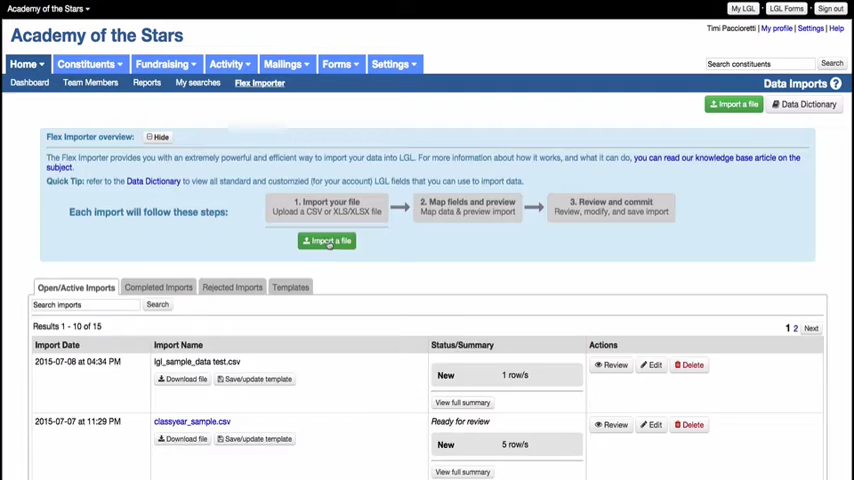 Academy of the Stars
My LGL LGL Forms Sign out
Academy of the Stars
Timi Paccioretti | My profile | Settings | Help
Home Constituents Fundraising Activity Mailings Forms Settings
Search constituents Search
Dashboard Team Members Reports My searches Flex Importer
Data Imports ?
Import a file Data Dictionary
Flex Importer overview: Hide
The Flex Importer provides you with an extremely powerful and efficient way to import your data into LGL. For more information about how it works, and what it can do, you can read our knowledge base article on the
subject.
Quick Tip: refer to the Data Dictionary to view all standard and customzied (for your account) LGL fields that you can use to import data.
Each import will follow these steps:
1. Import your file
Upload a CSV or XLS/XLSX file
2. Map fields and preview
Map data & preview import
3. Review and commit
Review, modify, and save import
Import a file
Open/Active Imports Completed Imports Rejected Imports Templates
Search imports Search
Results 1 - 10 of 15
1 2 Next
Import Date Import Name Status/Summary Actions
2015-07-08 at 04:34 PM lgl_sample_data test.csv
New 1 row/s
Review Edit Delete
Download file Save/update template
View full summary
2015-07-07 at 11:29 PM classyear_sample.csv Ready for review
Review Edit Delete
Download file Save/update template
New 5 row/s
View full summary